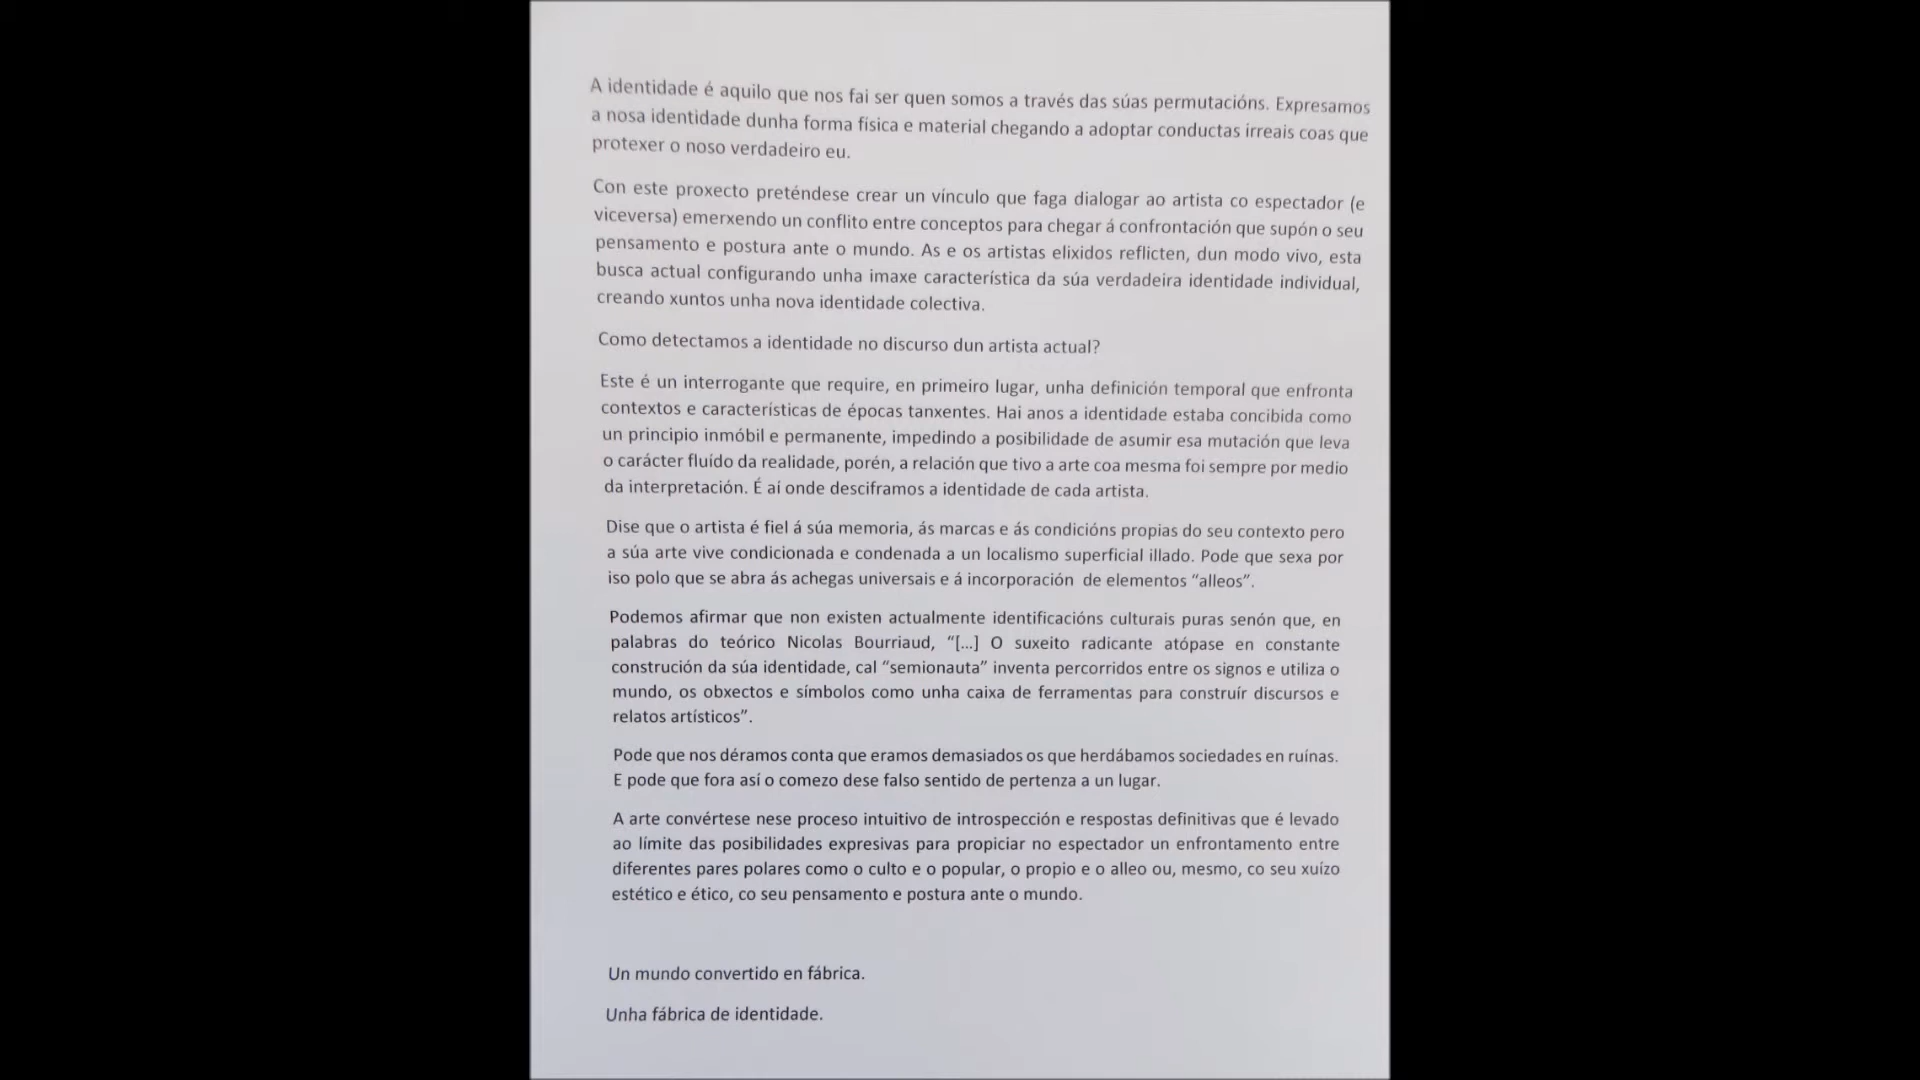 A identidade é aquilo que nos fai ser quen somos a través das súas permutacións. Expresamos
a nosa identidade dunha forma física e material chegando a adoptar conductas irreais coas que
protexer o noso verdadeiro eu.
Con este proxecto preténdese crear un vínculo que faga dialogar ao artista co espectador (e
viceversa) emerxendo un conflito entre conceptos para chegar á confrontación que supón o seu
pensamento e postura ante o mundo. As e os artistas elixidos reflicten, dun modo vivo, esta
busca actual configurando unha imaxe característica da súa verdadeira identidade individual,
creando xuntos unha nova identidade colectiva.
Como detectamos a identidade no discurso dun artista actual?
Este é un interrogante que require, en primeiro lugar, unha definición temporal que enfronta
contextos e características de épocas tanxentes. Hai anos a identidade estaba concibida como
un principio inmóbil e permanente, impedindo a posibilidade de asumir esa mutación que leva
o carácter fluído da realidade, porén, a relación que tivo a arte coa mesma foi sempre por medio
da interpretación. É aí onde desciframos a identidade de cada artista.
Dise que o artista é fiel á súa memoria, ás marcas e ás condicións propias do seu contexto pero
a súa arte vive condicionada e condenada a un localismo superficial illado. Pode que sexa por
iso polo que se abra ás achegas universais e á incorporación de elementos “alleos”.
Podemos afirmar que non existen actualmente identificacións culturais puras senón que, en
palabras do teórico Nicolas Bourriaud, “[...] O suxeito radicante atópase en constante
construción da súa identidade, cal “semionauta” inventa percorridos entre os signos e utiliza o
mundo, os obxectos e símbolos como unha caixa de ferramentas para construír discursos e
relatos artísticos”.
Pode que nos déramos conta que eramos demasiados os que herdábamos sociedades en ruínas.
E pode que fora así o comezo dese falso sentido de pertenza a un lugar.
A arte convértese nese proceso intuitivo de introspección e respostas definitivas que é levado
ao límite das posibilidades expresivas para propiciar no espectador un enfrontamento entre
diferentes pares polares como o culto e o popular, o propio e o alleo ou, mesmo, co seu xuízo
estético e ético, co seu pensamento e postura ante o mundo.
Un mundo convertido en fábrica.
Unha fábrica de identidade.